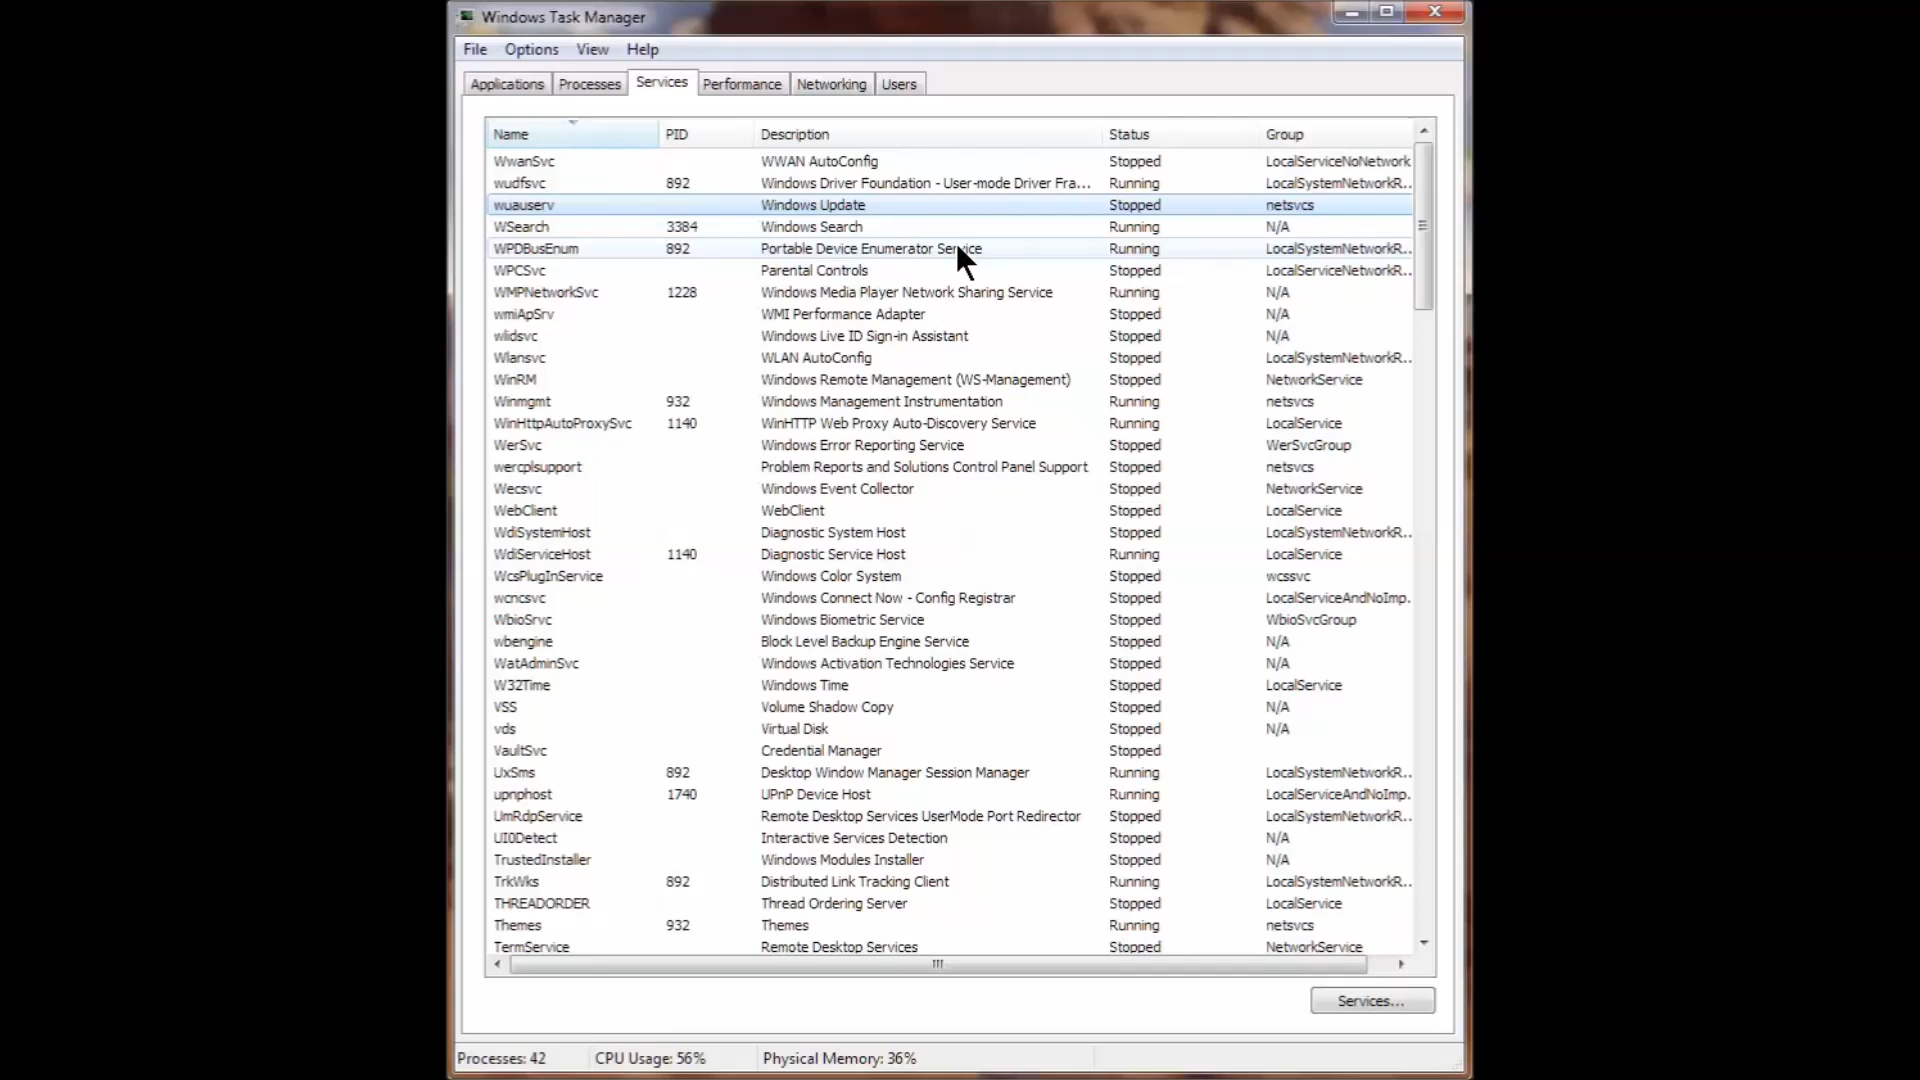 Windows Task Manager
File Options View Help
Applications Processes Services Performance Networking Users
Name PID Description Status Group
WwanSvc WWAN AutoConfig Stopped LocalServiceNoNetwork
wudfsvc 892 Windows Driver Foundation - User-mode Driver Fra... Running LocalSystemNetworkR...
wuauserv Windows Update Stopped netsvcs
WSearch 3384 Windows Search Running N/A
WPDBusEnum 892 Portable Device Enumerator Service Running LocalSystemNetworkR...
WPCSvc Parental Controls Stopped LocalServiceNetworkR...
WMPNetworkSvc 1228 Windows Media Player Network Sharing Service Running N/A
wmiApSrv WMI Performance Adapter Stopped N/A
wlidsvc Windows Live ID Sign-in Assistant Stopped N/A
Wlansvc WLAN AutoConfig Stopped LocalSystemNetworkR...
WinRM Windows Remote Management (WS-Management) Stopped NetworkService
Winmgmt 932 Windows Management Instrumentation Running netsvcs
WinHttpAutoProxySvc 1140 WinHTTP Web Proxy Auto-Discovery Service Running LocalService
WerSvc Windows Error Reporting Service Stopped WerSvcGroup
wercplsupport Problem Reports and Solutions Control Panel Support Stopped netsvcs
Wecsvc Windows Event Collector Stopped NetworkService
WebClient WebClient Stopped LocalService
WdiSystemHost Diagnostic System Host Stopped LocalSystemNetworkR...
WdiServiceHost 1140 Diagnostic Service Host Running LocalService
WcsPlugInService Windows Color System Stopped wcssvc
wcncsvc Windows Connect Now - Config Registrar Stopped LocalServiceAndNoImp.
WbioSrvc Windows Biometric Service Stopped WbioSvcGroup
wbengine Block Level Backup Engine Service Stopped N/A
WatAdminSvc Windows Activation Technologies Service Stopped N/A
W32Time Windows Time Stopped LocalService
VSS Volume Shadow Copy Stopped N/A
vds Virtual Disk Stopped N/A
VaultSvc Credential Manager Stopped
UxSms 892 Desktop Window Manager Session Manager Running LocalSystemNetworkR...
upnphost 1740 UPnP Device Host Running LocalServiceAndNoImp.
UmRdpService Remote Desktop Services UserMode Port Redirector Stopped LocalSystemNetworkR...
UI0Detect Interactive Services Detection Stopped N/A
TrustedInstaller Windows Modules Installer Stopped N/A
TrkWks 892 Distributed Link Tracking Client Running LocalSystemNetworkR...
THREADORDER Thread Ordering Server Stopped LocalService
Themes 932 Themes Running netsvcs
TermService Remote Desktop Services Stopped NetworkService
Services...
Processes: 42 CPU Usage: 56% Physical Memory: 36%